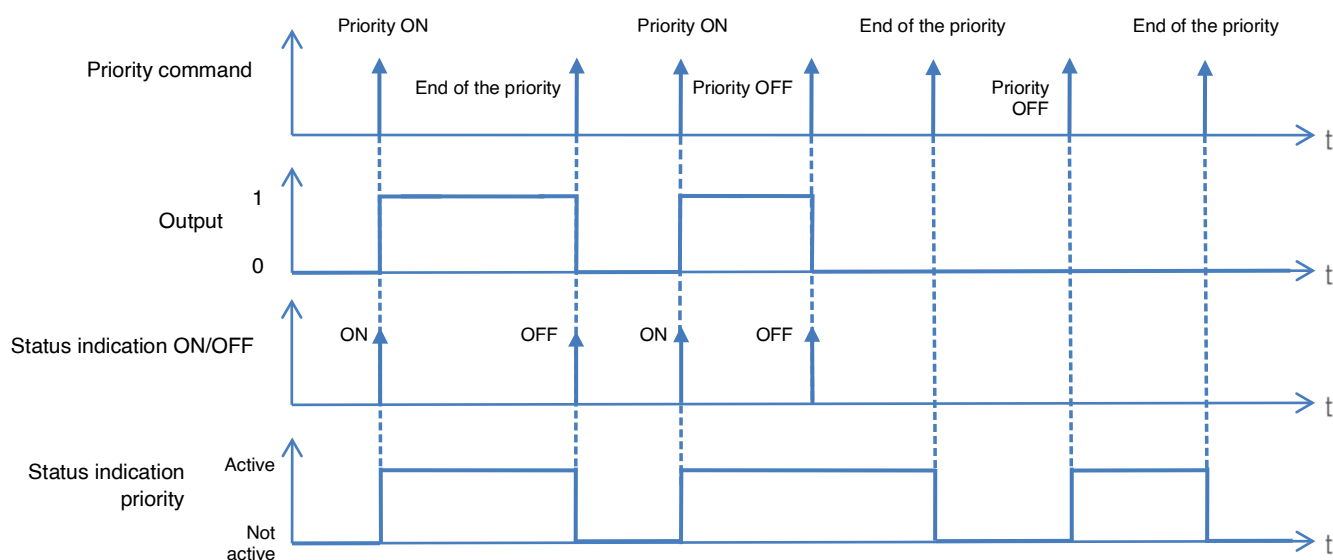 Priority ON
Priority ON
End of the priority
End of the priority
Priority command
End of the priority
Priority OFF
Priority
OFF
t
1
Output
0
t
ON
OFF
ON
OFF
Status indication ON/OFF
t
Active
Status indication
priority
Not
active
t